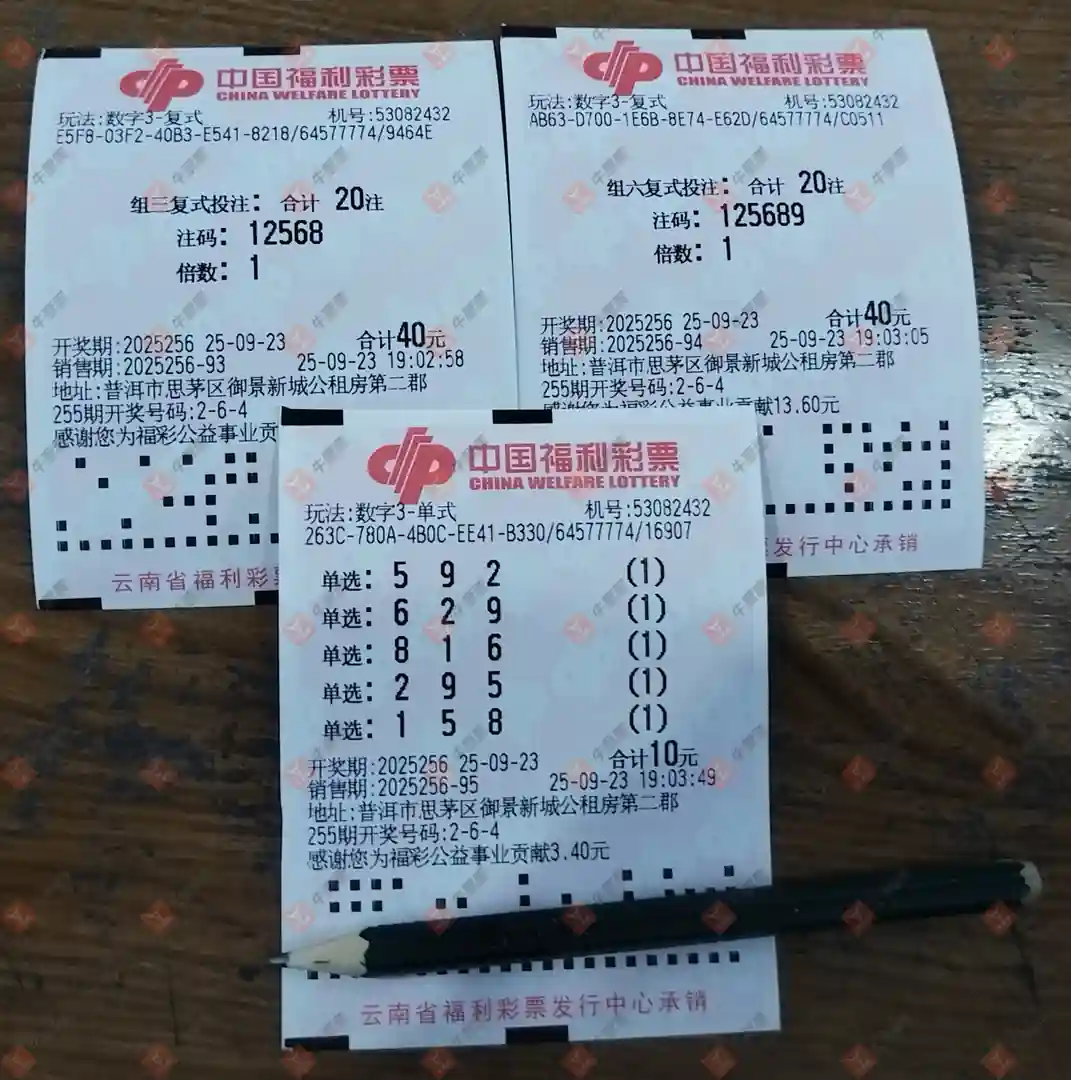 中国福利彩票
CHINA WELFARE LOTTERY
玩法:数字3-复式 机号:53082432
E5F8-03F2-40B3-E541-8218/64577774/9464E
组三复式投注: 合计 20注
注码: 12568
倍数: 1
合计40元
开奖期:2025256 25-09-23
销售期:2025256-93 25-09-23 19:02:58
地址:普洱市思茅区御景新城公租房第二郡
255期开奖号码:2-6-4
感谢您为福彩公益事业贡
云南省福利彩
中国福利彩票
CHINA WELFARE LOTTERY
玩法:数字3-复式 机号:53082432
AB63-D700-1E6B-8E74-E62D/64577774/C0511
组六复式投注: 合计 20注
注码: 125689
倍数: 1
合计40元
开奖期:2025256 25-09-23
销售期:2025256-94 25-09-23 19:03:05
地址:普洱市思茅区御景新城公租房第二郡
255期开奖号码:2-6-4
感谢您为福彩公益事业贡献13.60元
票发行中心承销
中国福利彩票
CHINA WELFARE LOTTERY
玩法:数字3-单式 机号:53082432
263C-780A-4B0C-EE41-B330/64577774/16907
单选: 5 9 2 (1)
单选: 6 2 9 (1)
单选: 8 1 6 (1)
单选: 2 9 5 (1)
单选: 1 5 8 (1)
合计10元
开奖期:2025256 25-09-23
销售期:2025256-95 25-09-23 19:03:49
地址:普洱市思茅区御景新城公租房第二郡
255期开奖号码:2-6-4
感谢您为福彩公益事业贡献3.40元
云南省福利彩票发行中心承销